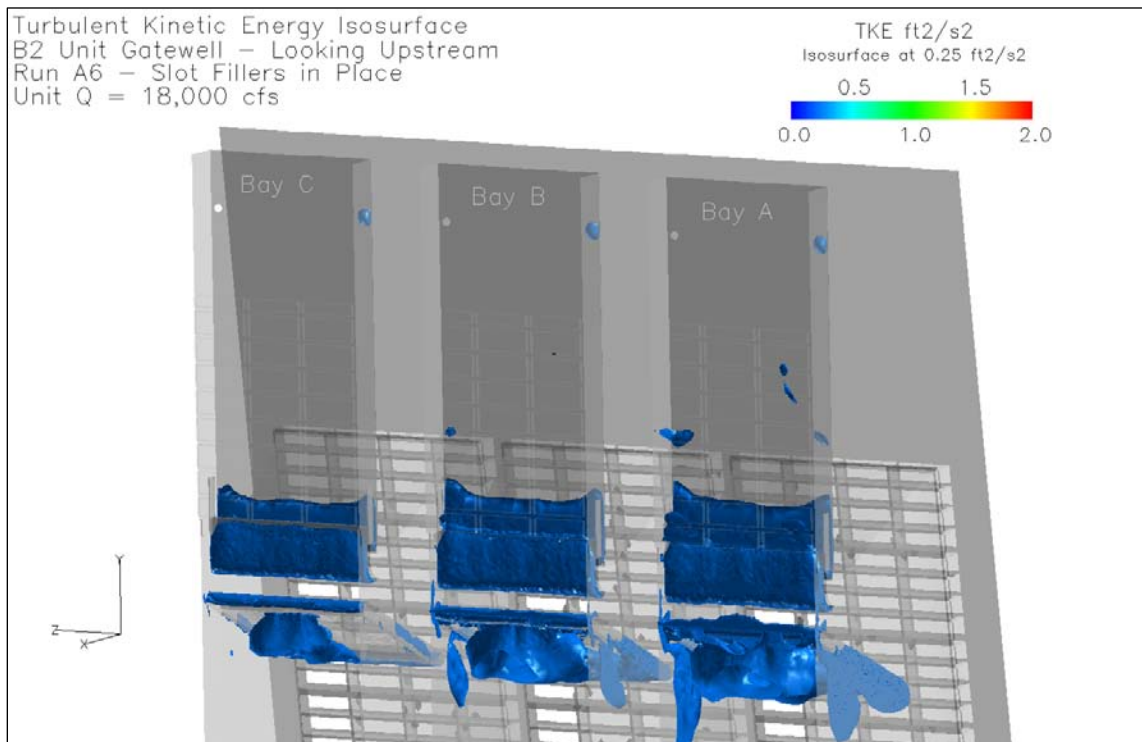 Turbulent Kinetic Energy Isosurface
B2 Unit Gatewell – Looking Upstream
Run A6 – Slot Fillers in Place
Unit Q = 18,000 cfs
TKE ft2/s2
Isosurface at 0.25 ft2/s2
0.5 1.5
0.0 1.0 2.0
Bay C
Bay B
Bay A
Y
Z
X